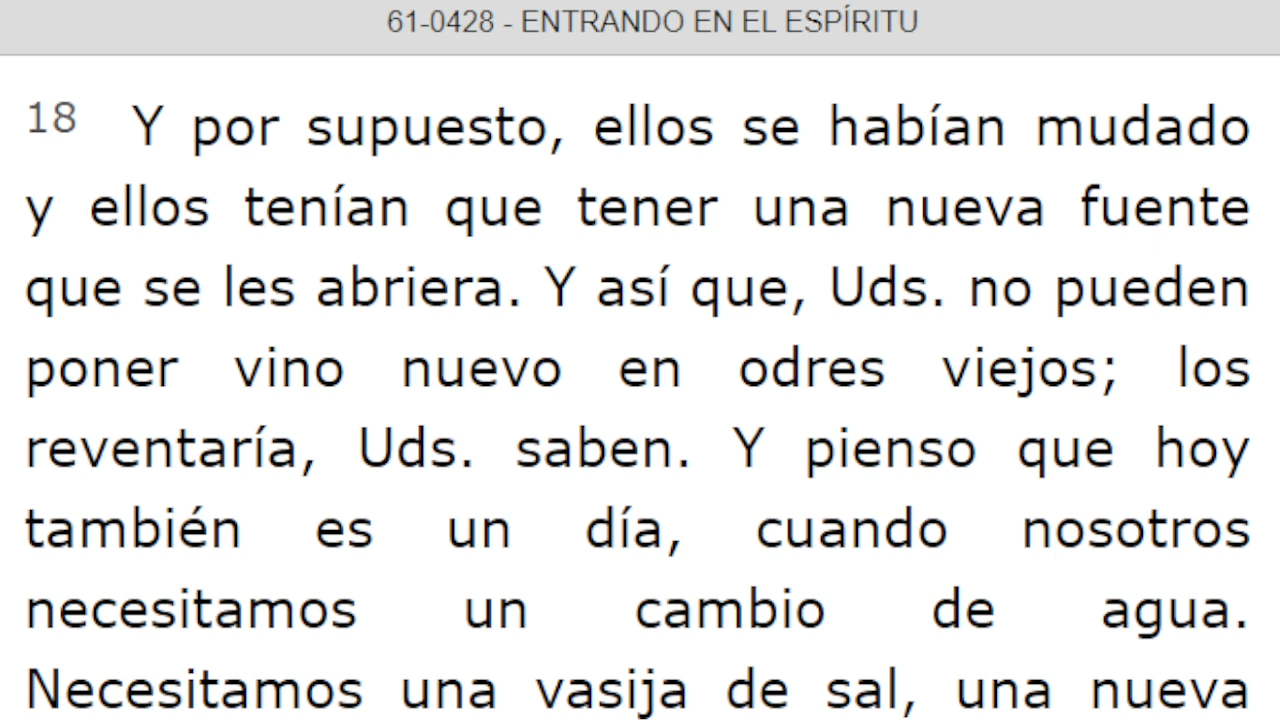 61-0428 - ENTRANDO EN EL ESPÍRITU
18 Y por supuesto, ellos se habían mudado
y ellos tenían que tener una nueva fuente
que se les abriera. Y así que, Uds. no pueden
poner vino nuevo en odres viejos; los
reventaría, Uds. saben. Y pienso que hoy
también es un día, cuando nosotros
necesitamos un cambio de agua.
Necesitamos una vasija de sal, una nueva